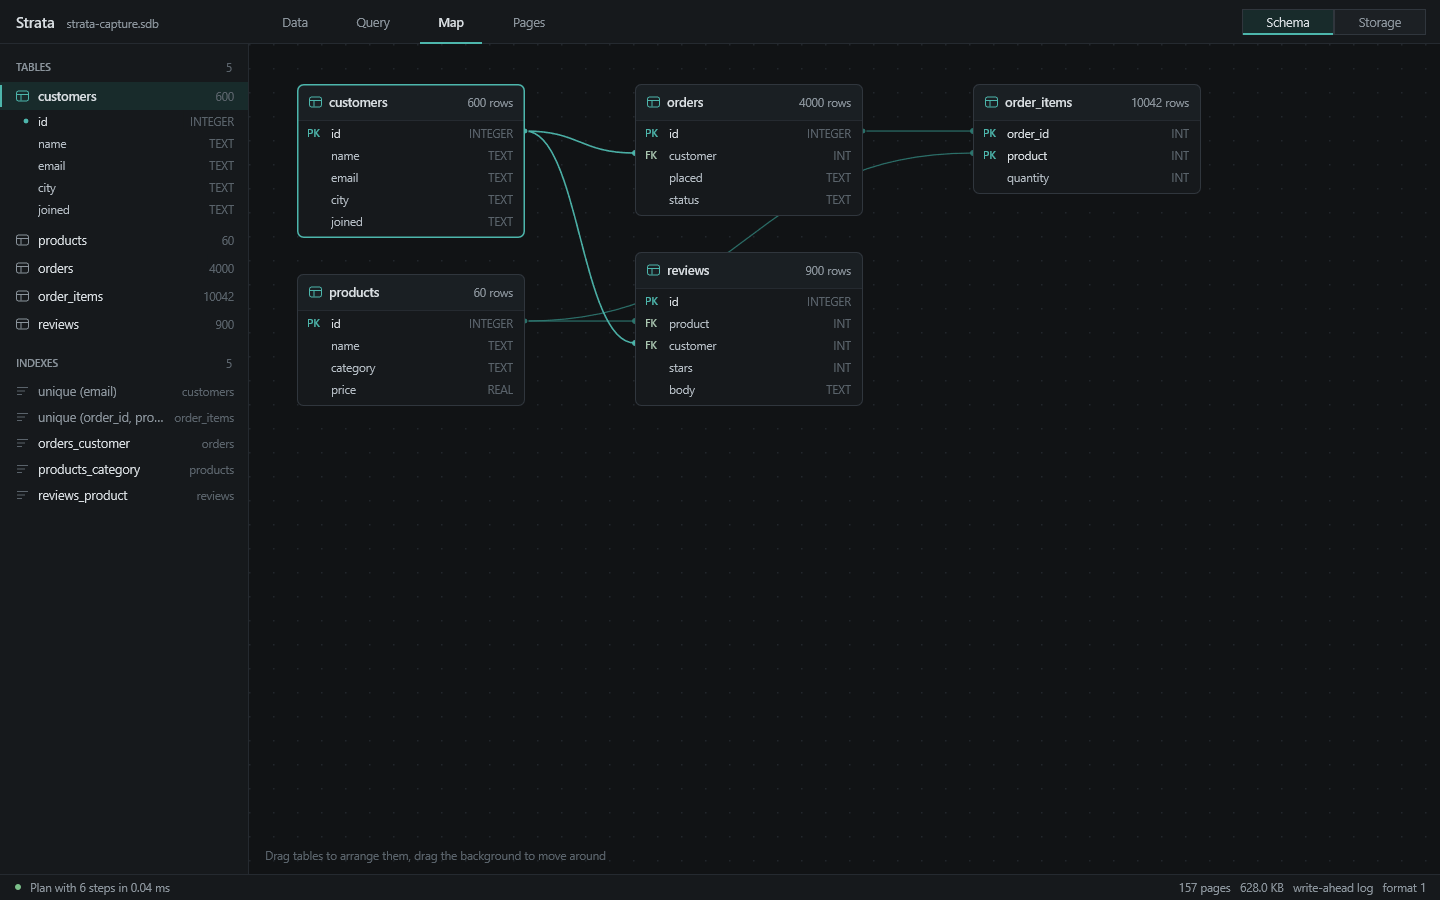 Strata strata-capture.sdb Data Query Map Pages Schema Storage
TABLES 5
customers 600
id INTEGER
name TEXT
email TEXT
city TEXT
joined TEXT
products 60
orders 4000
order_items 10042
reviews 900
INDEXES 5
unique (email) customers
unique (order_id, pro... order_items
orders_customer orders
products_category products
reviews_product reviews
customers 600 rows
PK id INTEGER
name TEXT
email TEXT
city TEXT
joined TEXT
products 60 rows
PK id INTEGER
name TEXT
category TEXT
price REAL
orders 4000 rows
PK id INTEGER
FK customer INT
placed TEXT
status TEXT
reviews 900 rows
PK id INTEGER
FK product INT
FK customer INT
stars INT
body TEXT
order_items 10042 rows
PK order_id INT
PK product INT
quantity INT
Drag tables to arrange them, drag the background to move around
Plan with 6 steps in 0.04 ms 157 pages 628.0 KB write-ahead log format 1